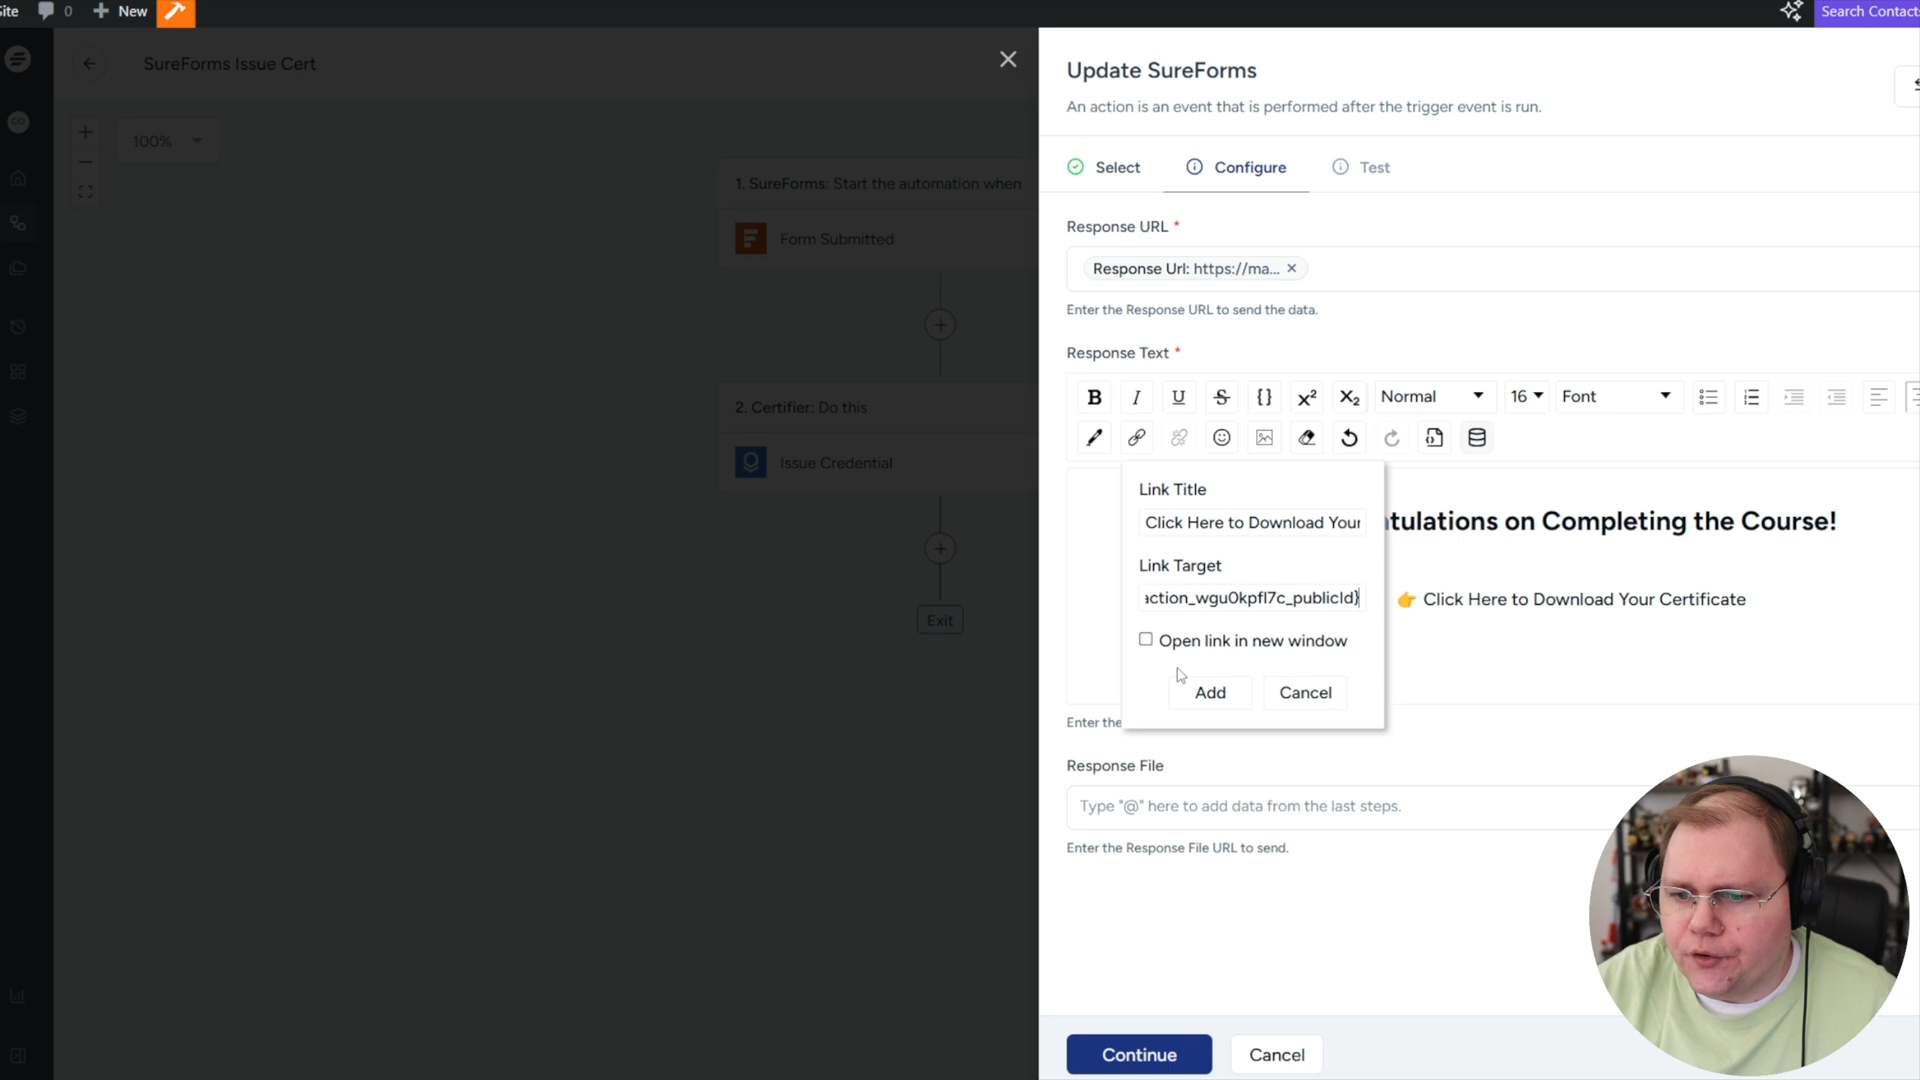 Site
0
New
Search Contact
SureForms Issue Cert
100%
1. SureForms: Start the automation when
Form Submitted
2. Certifier: Do this
Issue Credential
Exit
Update SureForms
An action is an event that is performed after the trigger event is run.
Select
Configure
Test
Response URL *
Response Url: https://ma...
Enter the Response URL to send the data.
Response Text *
B I U S {} x² X₂ Normal 16 Font
Link Title
Click Here to Download Your
Link Target
action_wgu0kpfl7c_publicId}
Open link in new window
Add
Cancel
tulations on Completing the Course!
👉 Click Here to Download Your Certificate
Enter the
Response File
Type "@" here to add data from the last steps.
Enter the Response File URL to send.
Continue
Cancel